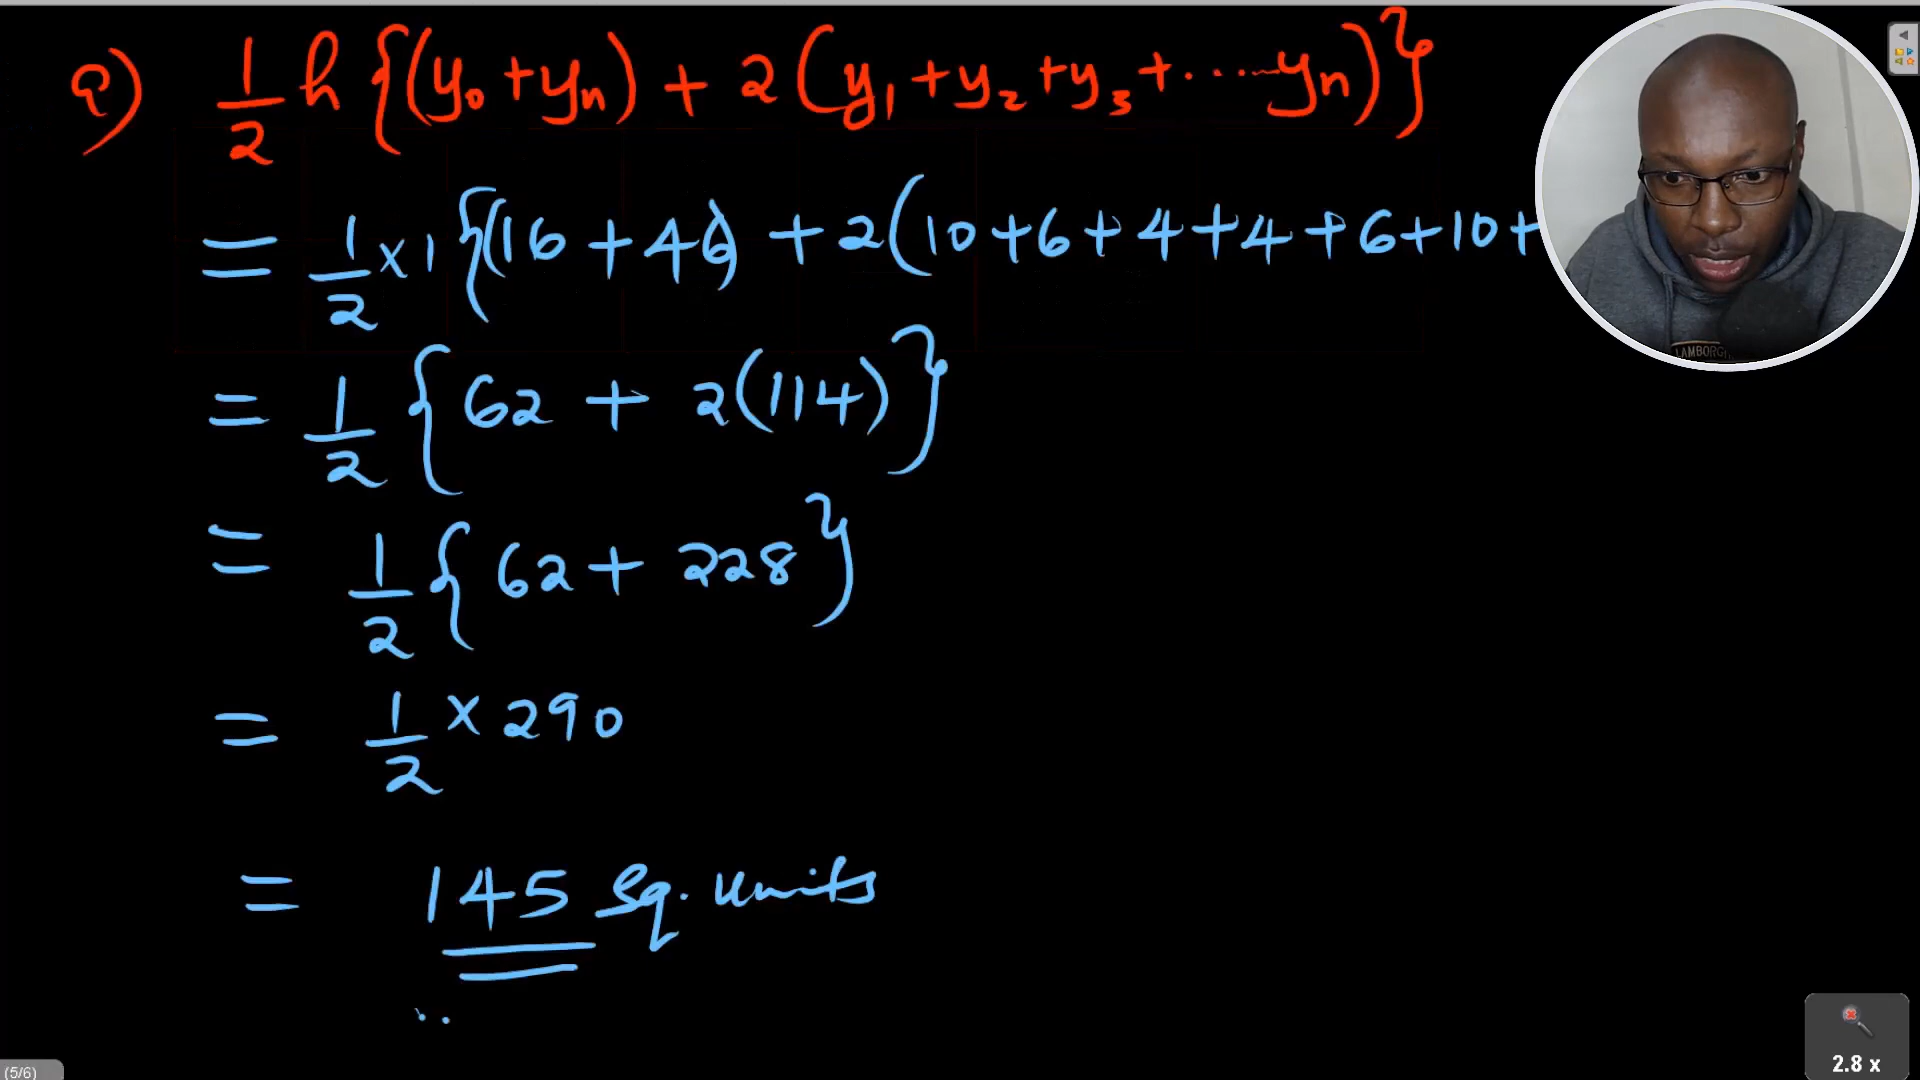 a) 1/2 h {(y₀ + yₙ) + 2(y₁ + y₂ + y₃ + ..... yₙ)}
= 1/2 × 1 {(16 + 46) + 2(10 + 6 + 4 + 4 + 6 + 10 +
LAMBORGH
= 1/2 {62 + 2(114)}
= 1/2 {62 + 228}
= 1/2 × 290
= 145 sq. units
(5/6)
2.8 x